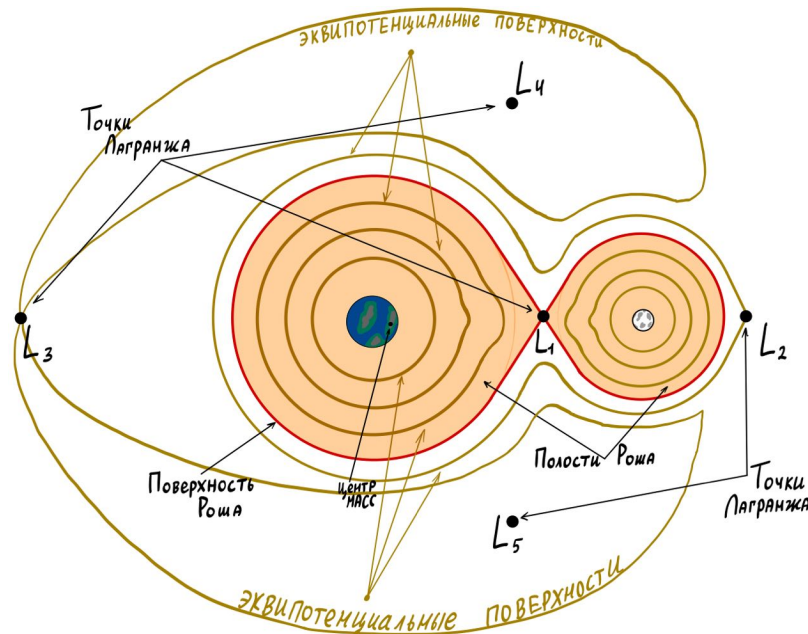 ЭКВИПОТЕНЦИАЛЬНЫЕ ПОВЕРХНОСТИ
L4
Точки
Лагранжа
L3
L1
L2
Поверхность
Роша
центр
масс
Полости Роша
Точки
Лагранжа
L5
ЭКВИПОТЕНЦИАЛЬНЫЕ ПОВЕРХНОСТИ